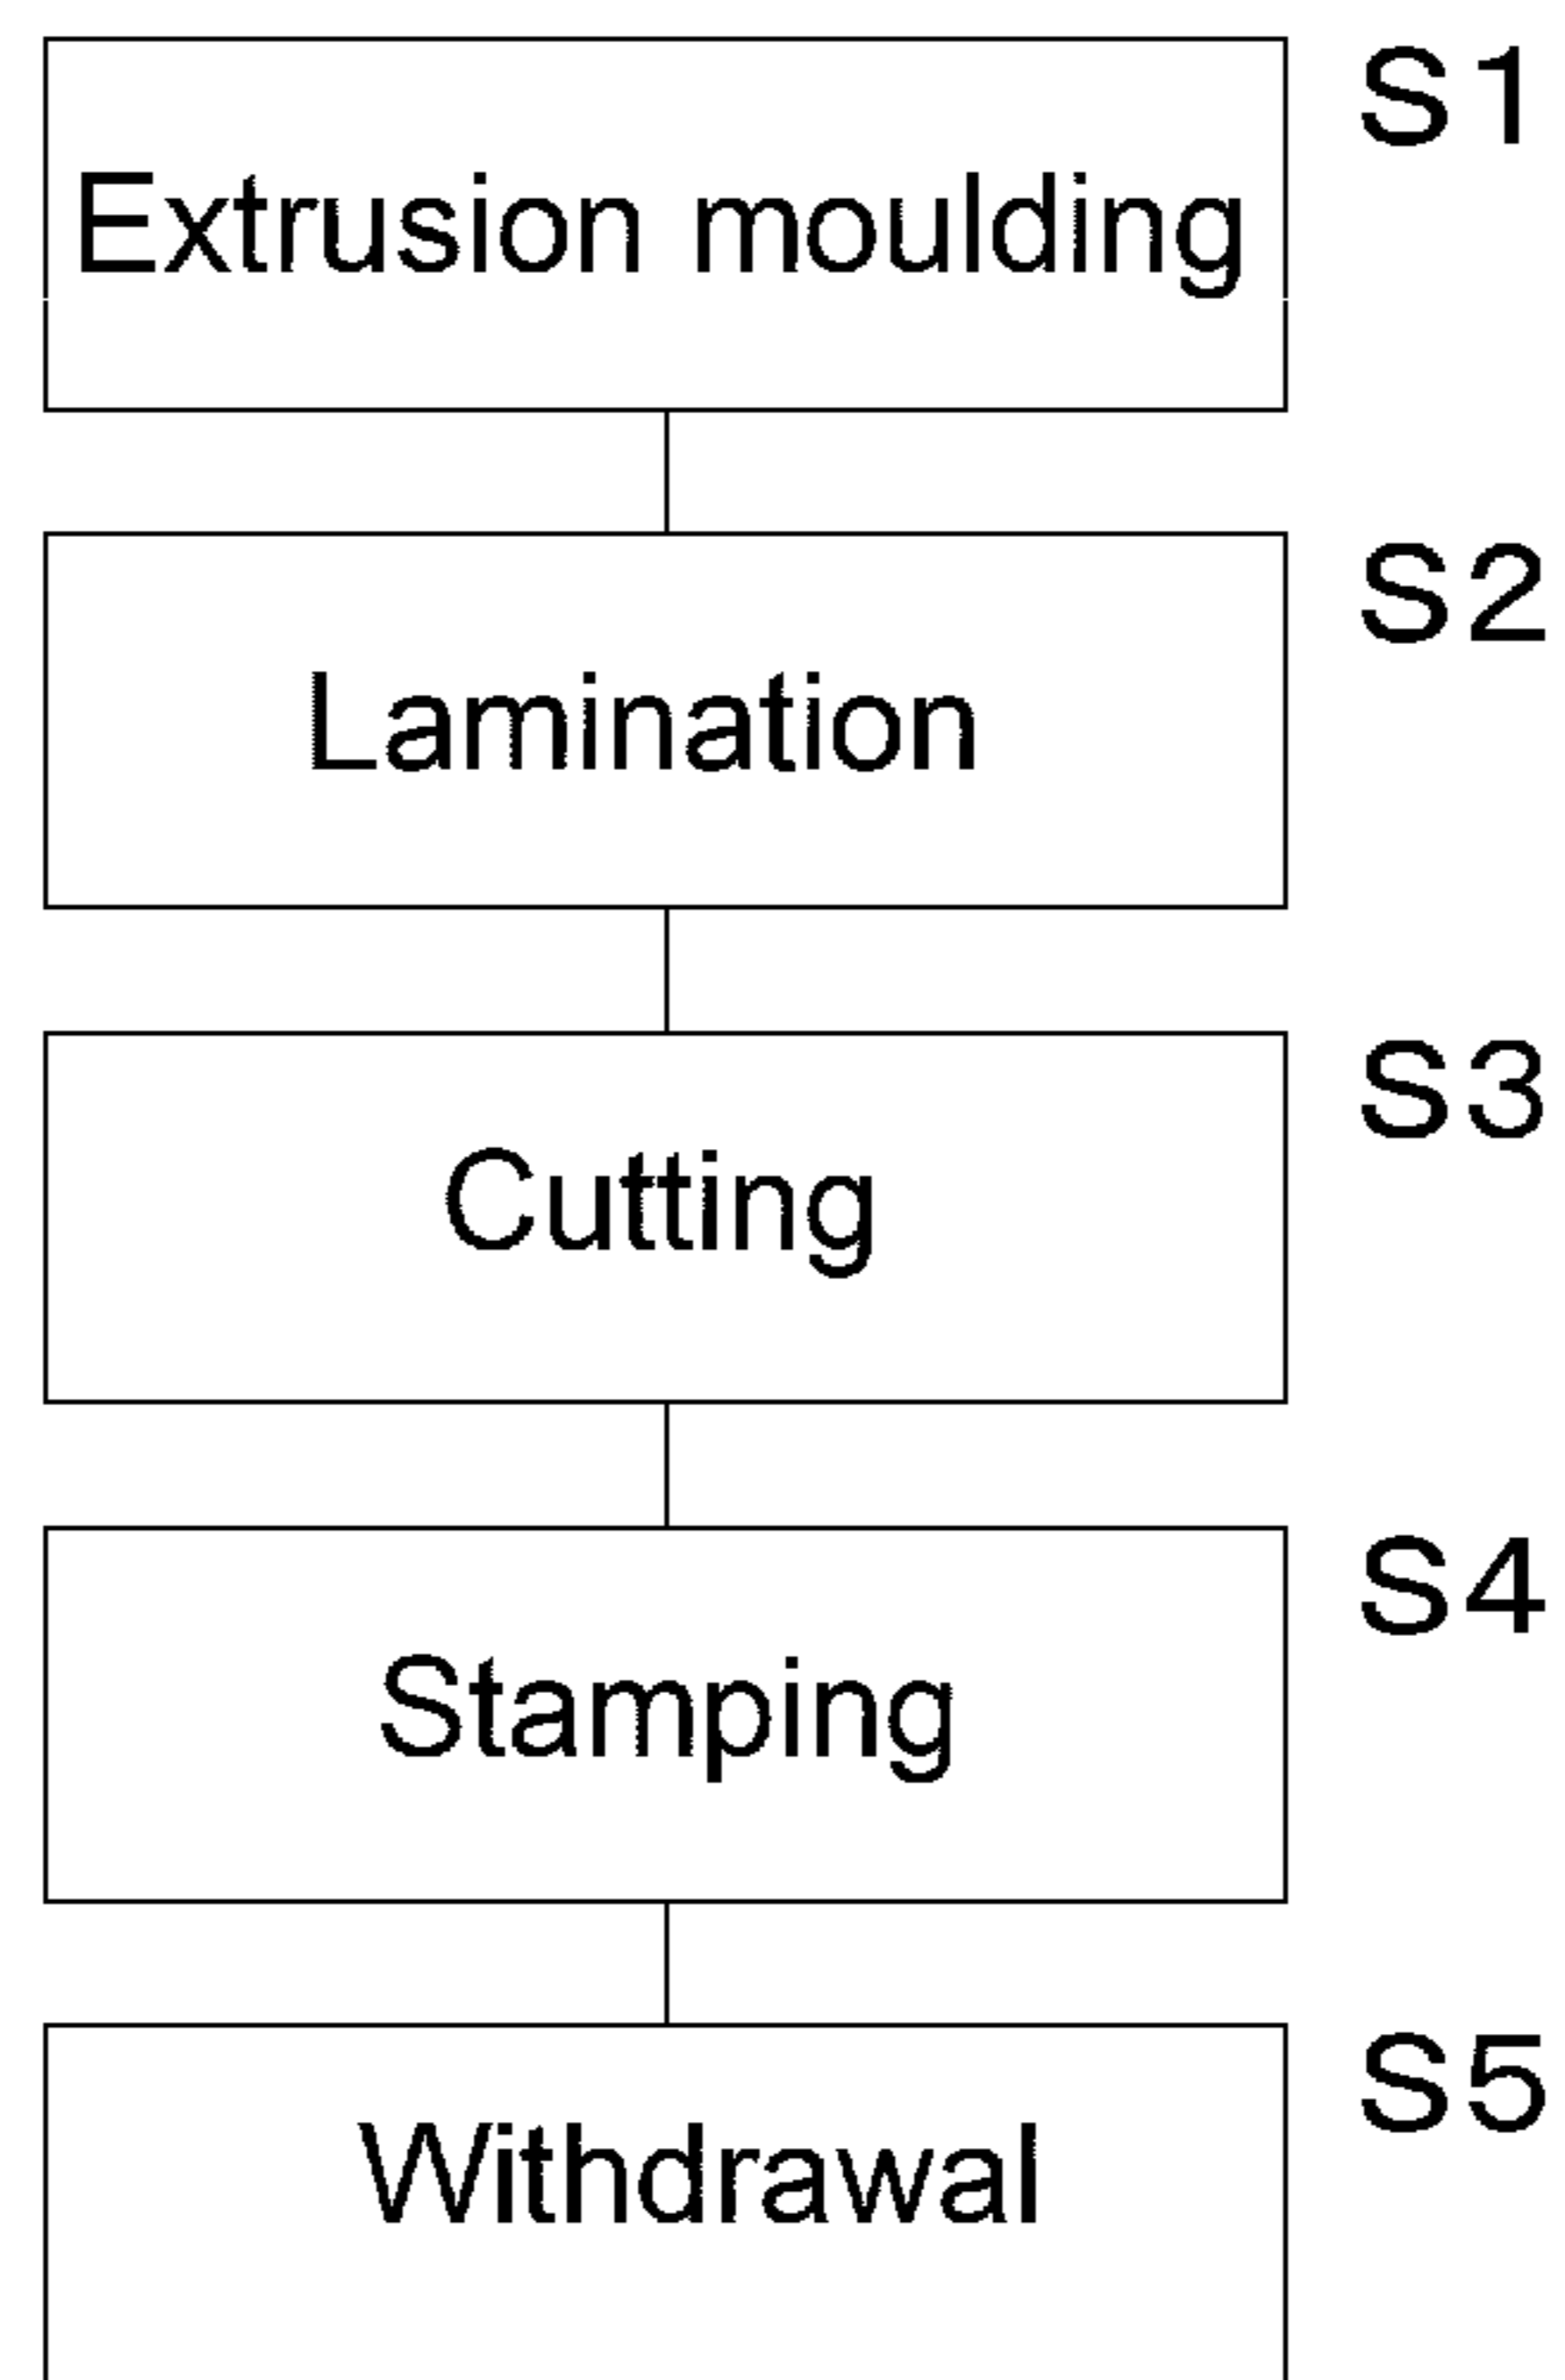 Extrusion moulding S1
Lamination S2
Cutting S3
Stamping S4
Withdrawal S5